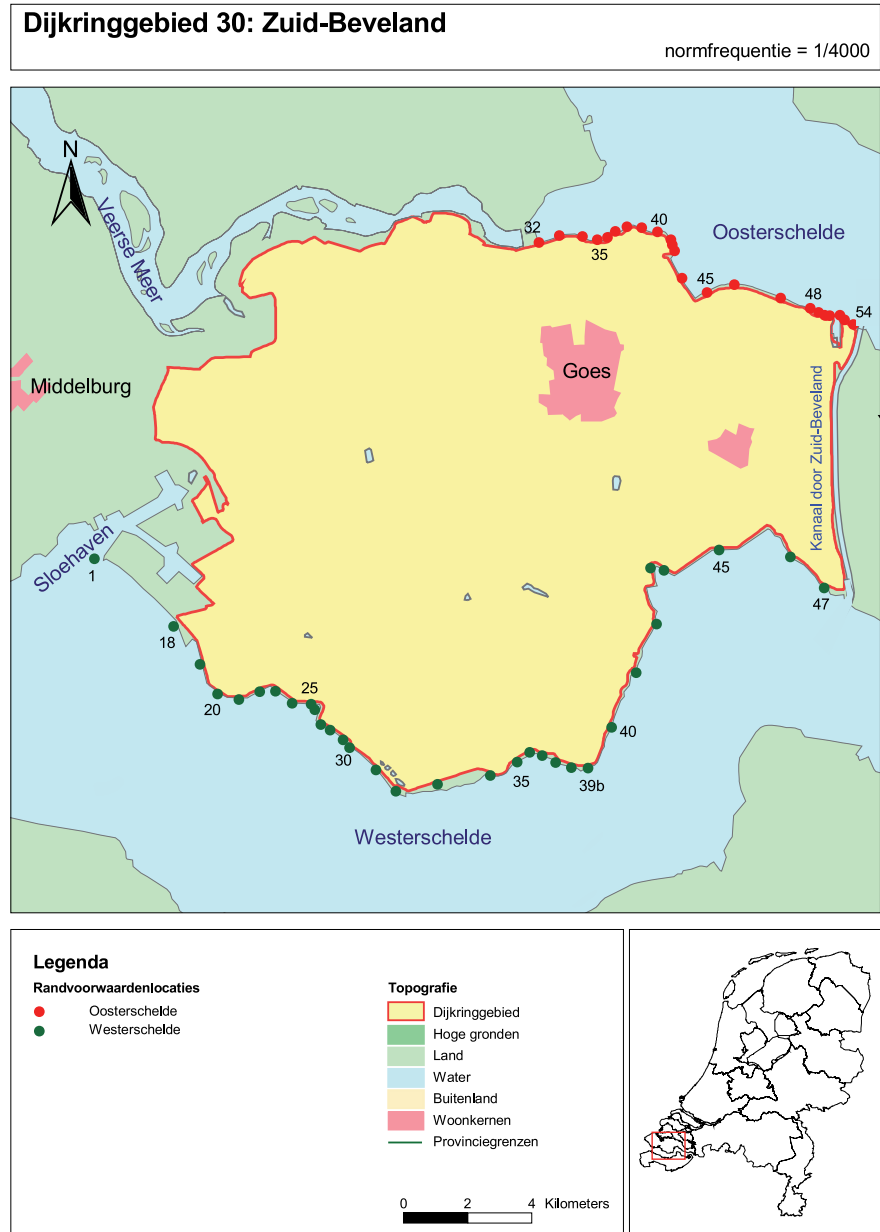 Dijkringgebied 30: Zuid-Beveland
normfrequentie = 1/4000
N
Veerse Meer
32
35
40
Oosterschelde
45
48
54
Goes
Middelburg
Kanaal door Zuid-Beveland
Sloehaven
1
18
20
25
30
35
39b
40
45
47
Westerschelde
Legenda
Randvoorwaardenlocaties
Oosterschelde
Westerschelde
Topografie
Dijkringgebied
Hoge gronden
Land
Water
Buitenland
Woonkernen
Provinciegrenzen
0 2 4 Kilometers